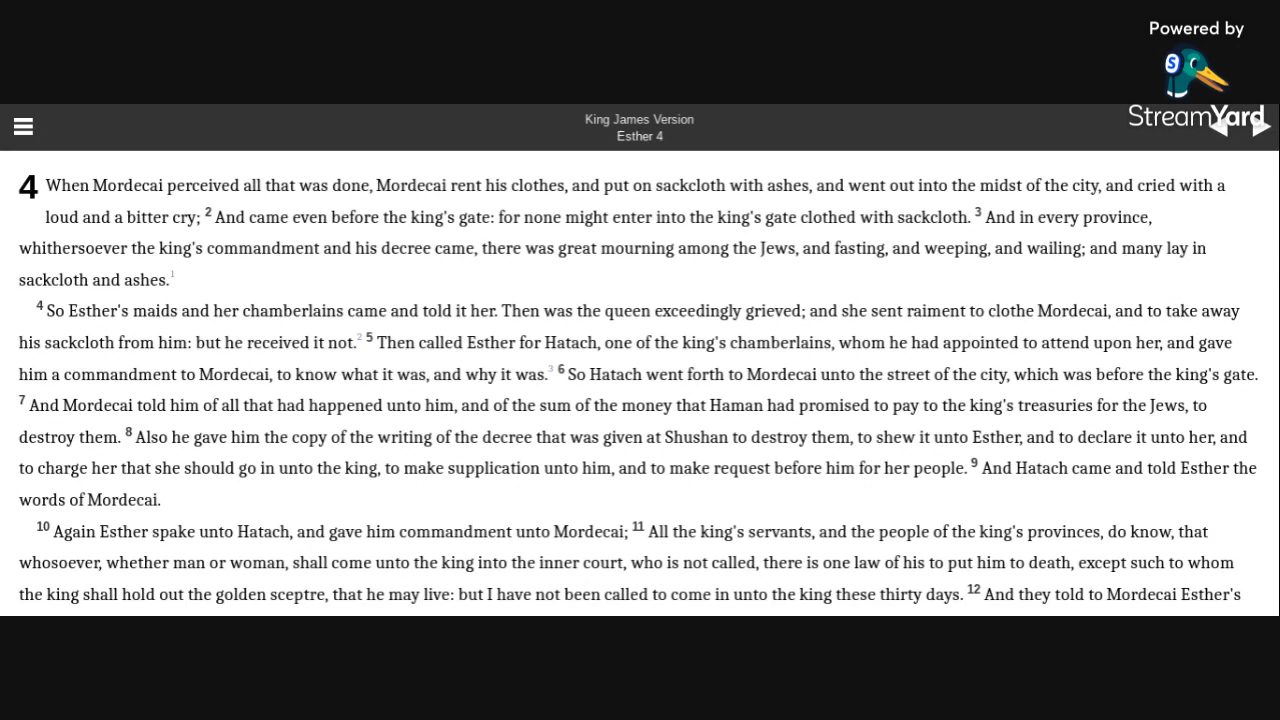 Powered by
S
StreamYard
King James Version
Esther 4
4 When Mordecai perceived all that was done, Mordecai rent his clothes, and put on sackcloth with ashes, and went out into the midst of the city, and cried with a
loud and a bitter cry; 2 And came even before the king's gate: for none might enter into the king's gate clothed with sackcloth. 3 And in every province,
whithersoever the king's commandment and his decree came, there was great mourning among the Jews, and fasting, and weeping, and wailing; and many lay in
sackcloth and ashes.1
4 So Esther's maids and her chamberlains came and told it her. Then was the queen exceedingly grieved; and she sent raiment to clothe Mordecai, and to take away
his sackcloth from him: but he received it not.2 5 Then called Esther for Hatach, one of the king's chamberlains, whom he had appointed to attend upon her, and gave
him a commandment to Mordecai, to know what it was, and why it was.3 6 So Hatach went forth to Mordecai unto the street of the city, which was before the king's gate.
7 And Mordecai told him of all that had happened unto him, and of the sum of the money that Haman had promised to pay to the king's treasuries for the Jews, to
destroy them. 8 Also he gave him the copy of the writing of the decree that was given at Shushan to destroy them, to shew it unto Esther, and to declare it unto her, and
to charge her that she should go in unto the king, to make supplication unto him, and to make request before him for her people. 9 And Hatach came and told Esther the
words of Mordecai.
10 Again Esther spake unto Hatach, and gave him commandment unto Mordecai; 11 All the king's servants, and the people of the king's provinces, do know, that
whosoever, whether man or woman, shall come unto the king into the inner court, who is not called, there is one law of his to put him to death, except such to whom
the king shall hold out the golden sceptre, that he may live: but I have not been called to come in unto the king these thirty days. 12 And they told to Mordecai Esther's